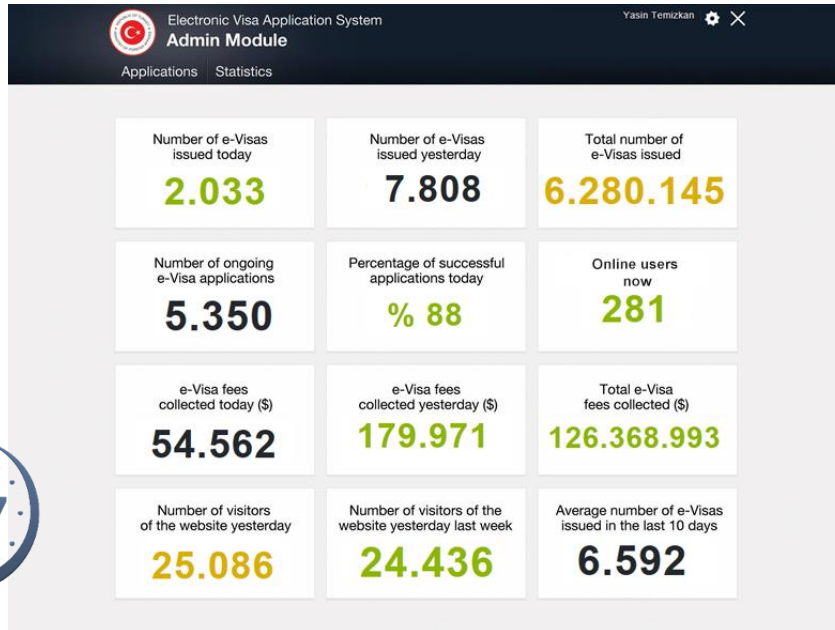 Electronic Visa Application System
Admin Module
Yasin Temizkan
Applications Statistics
Number of e-Visas
issued today
2.033
Number of e-Visas
issued yesterday
7.808
Total number of
e-Visas issued
6.280.145
Number of ongoing
e-Visa applications
5.350
Percentage of successful
applications today
% 88
Online users
now
281
e-Visa fees
collected today ($)
54.562
e-Visa fees
collected yesterday ($)
179.971
Total e-Visa
fees collected ($)
126.368.993
Number of visitors
of the website yesterday
25.086
Number of visitors of the
website yesterday last week
24.436
Average number of e-Visas
issued in the last 10 days
6.592